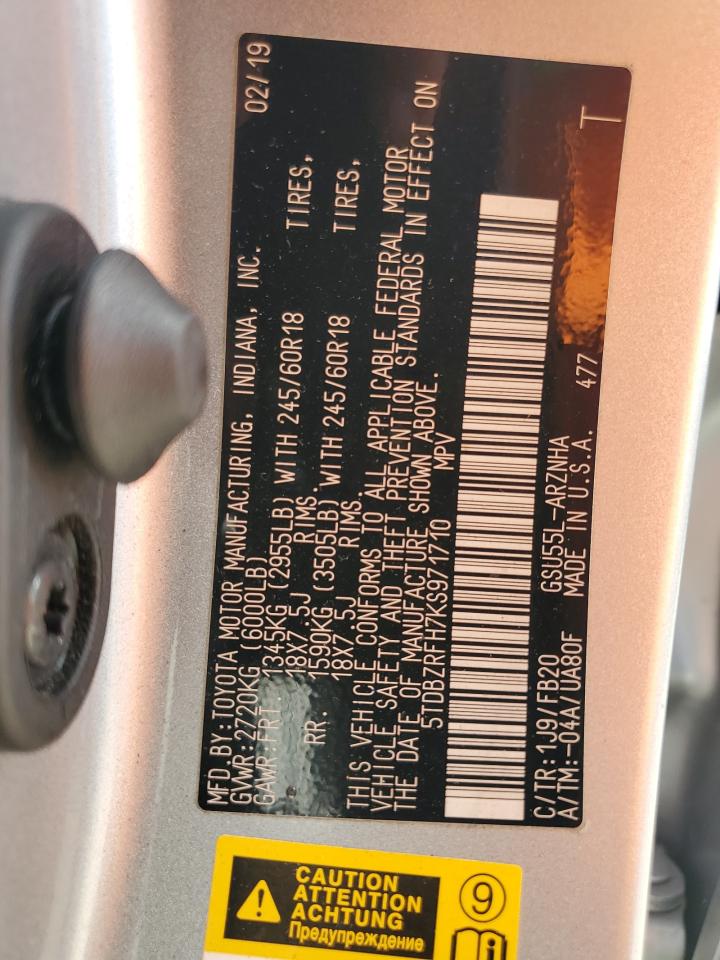 MFD.BY:TOYOTA MOTOR MANUFACTURING, INDIANA, INC. 02/19
GVWR:2720KG (6000LB)
GAWR:FRT. 1345KG (2955LB) WITH 245/60R18 TIRES,
18X7.5J RIMS.
RR. 1590KG (3505LB) WITH 245/60R18 TIRES,
18X7.5J RIMS.
THIS VEHICLE CONFORMS TO ALL APPLICABLE FEDERAL MOTOR
VEHICLE SAFETY AND THEFT PREVENTION STANDARDS IN EFFECT ON
THE DATE OF MANUFACTURE SHOWN ABOVE.
5TDBZRFH7KS971710 MPV
C/TR:1J9/FB20 GSU55L-ARZNHA
A/TM:-04A/UA80F MADE IN U.S.A. 477 T
CAUTION
ATTENTION
ACHTUNG
Предупреждение
9